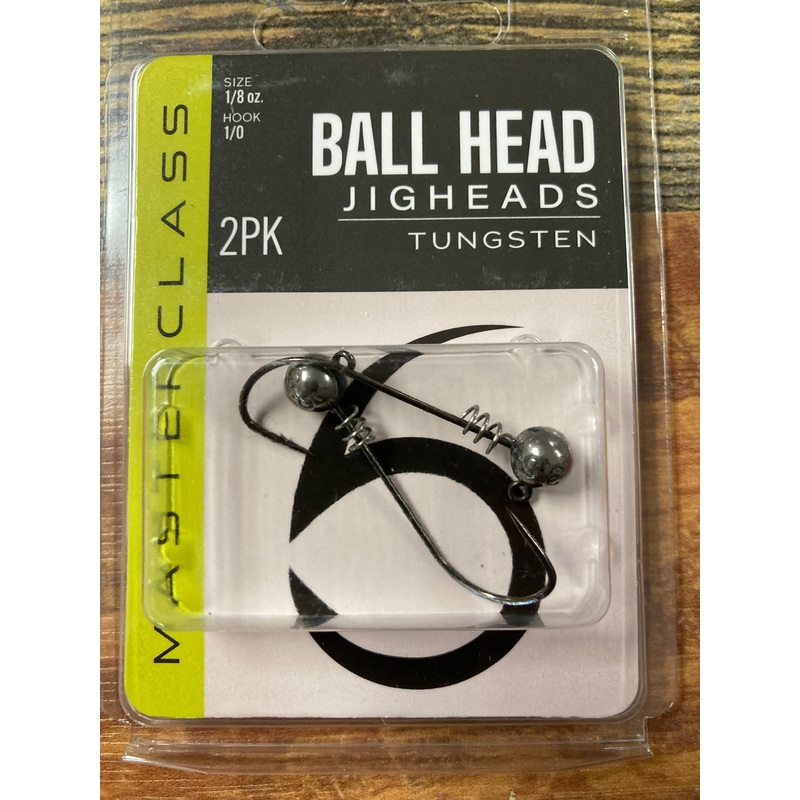 SIZE
1/8 oz.
HOOK
1/0
BALL HEAD
JIGHEADS
TUNGSTEN
2PK
MASTERCLASS